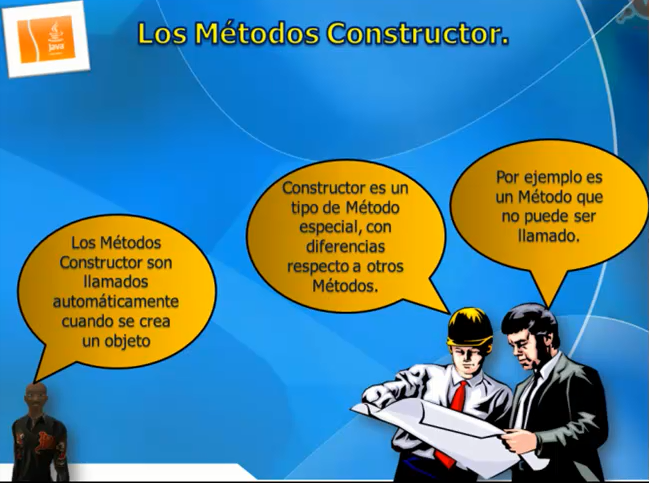 Los Métodos Constructor.
Java
Los Métodos
Constructor son
llamados
automáticamente
cuando se crea
un objeto
Constructor es un
tipo de Método
especial, con
diferencias
respecto a otros
Métodos.
Por ejemplo es
un Método que
no puede ser
llamado.